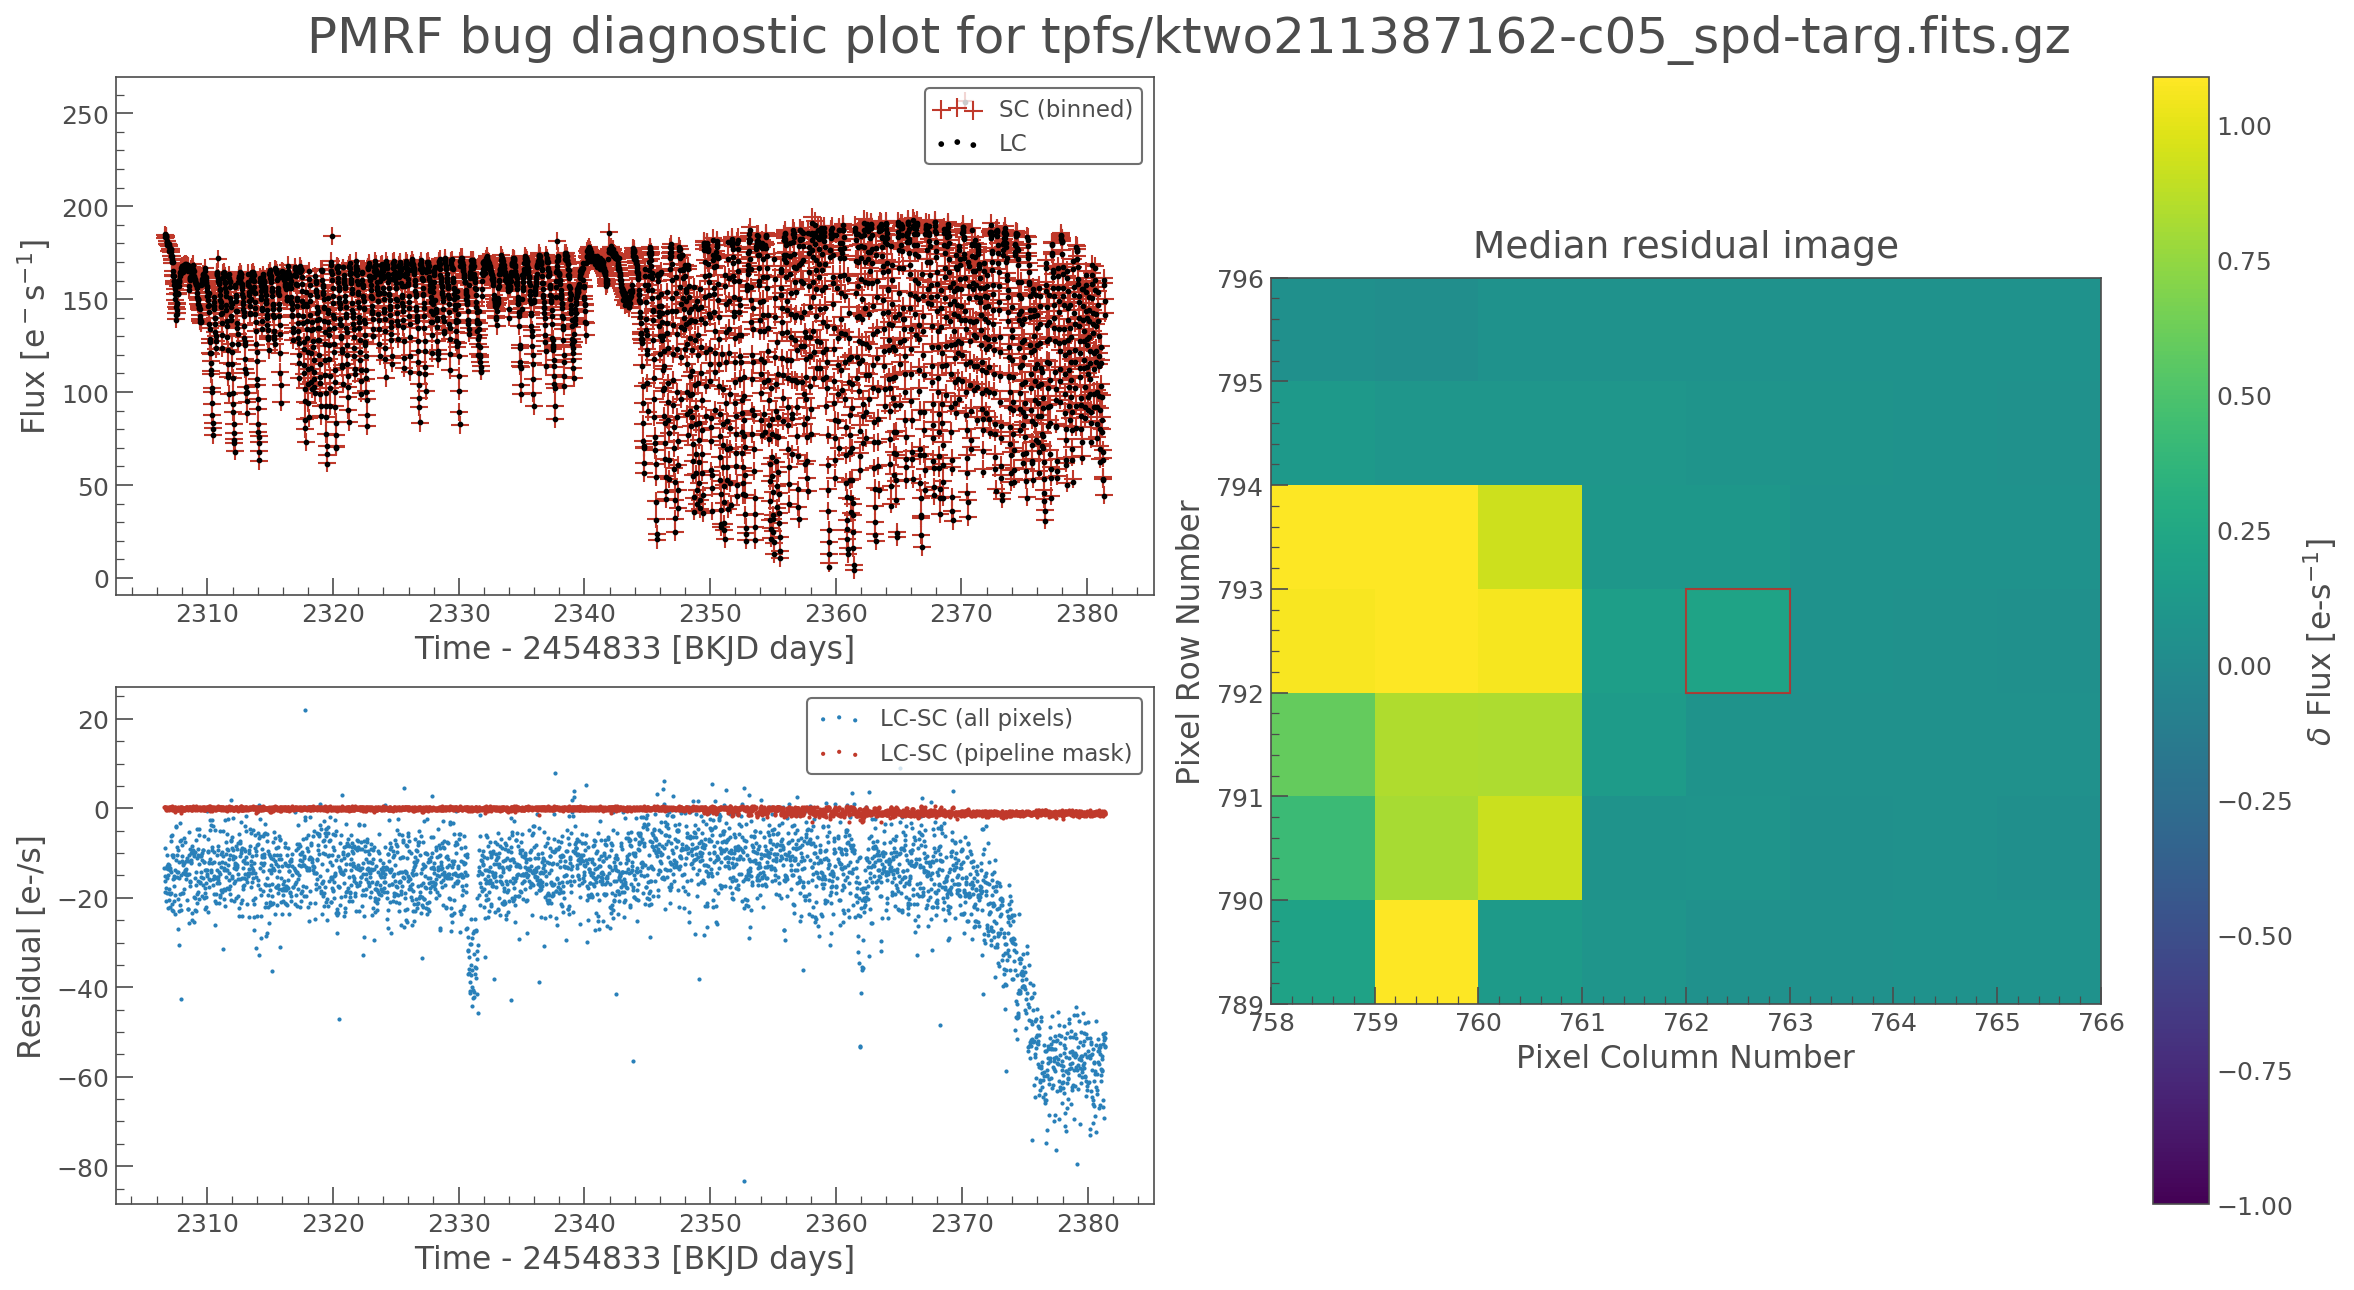 PMRF bug diagnostic plot for tpfs/ktwo211387162-c05_spd-targ.fits.gz
Flux [e⁻ s⁻¹]
250
200
150
100
50
0
SC (binned)
LC
2310 2320 2330 2340 2350 2360 2370 2380
Time - 2454833 [BKJD days]
Residual [e-/s]
20
0
−20
−40
−60
−80
LC-SC (all pixels)
LC-SC (pipeline mask)
2310 2320 2330 2340 2350 2360 2370 2380
Time - 2454833 [BKJD days]
Median residual image
Pixel Row Number
796
795
794
793
792
791
790
789
758 759 760 761 762 763 764 765 766
Pixel Column Number
1.00
0.75
0.50
0.25
0.00
−0.25
−0.50
−0.75
−1.00
δ Flux [e-s⁻¹]